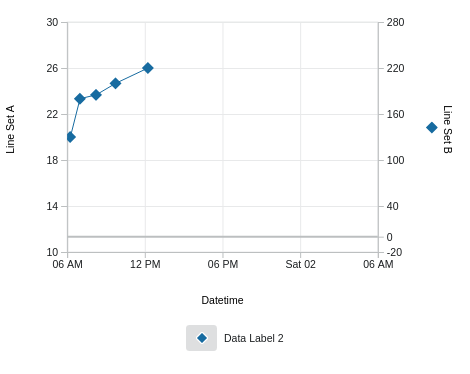 30
26
22
18
14
10
Line Set A
280
220
160
100
40
0
-20
Line Set B
06 AM
12 PM
06 PM
Sat 02
06 AM
Datetime
Data Label 2